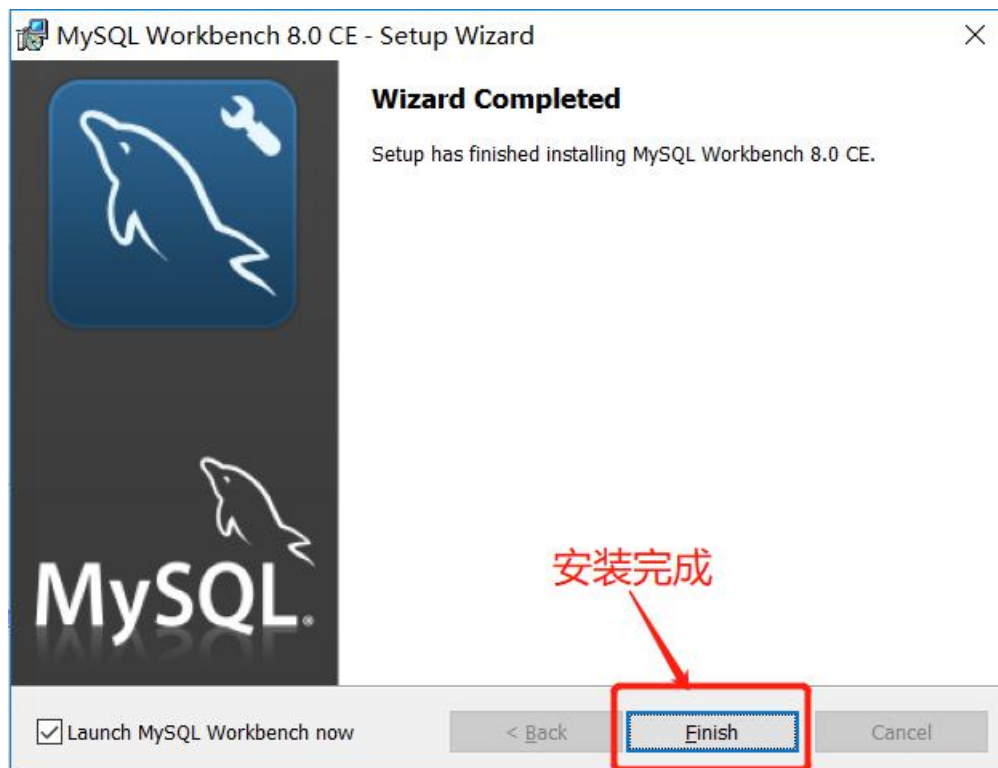 MySQL Workbench 8.0 CE - Setup Wizard
Wizard Completed
Setup has finished installing MySQL Workbench 8.0 CE.
MySQL®
安装完成
Launch MySQL Workbench now
< Back
Finish
Cancel